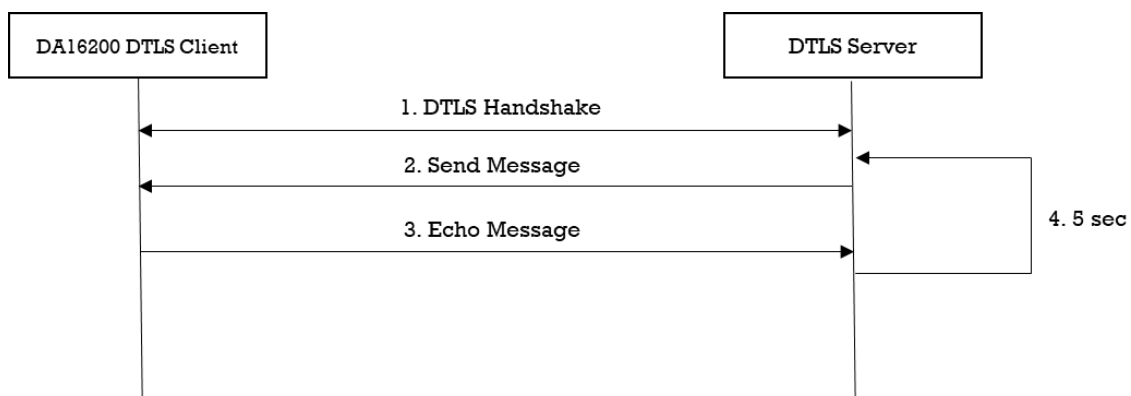 DA16200 DTLS Client
DTLS Server
1. DTLS Handshake
2. Send Message
3. Echo Message
4. 5 sec